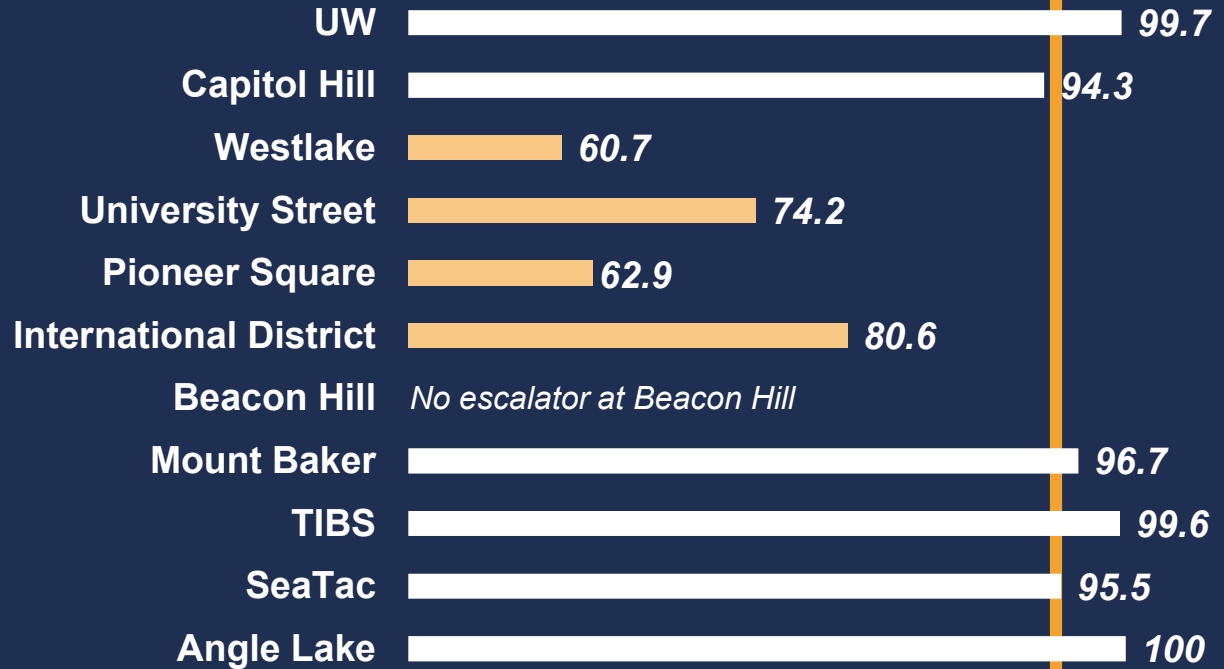 UW 99.7
Capitol Hill 94.3
Westlake 60.7
University Street 74.2
Pioneer Square 62.9
International District 80.6
Beacon Hill No escalator at Beacon Hill
Mount Baker 96.7
TIBS 99.6
SeaTac 95.5
Angle Lake 100